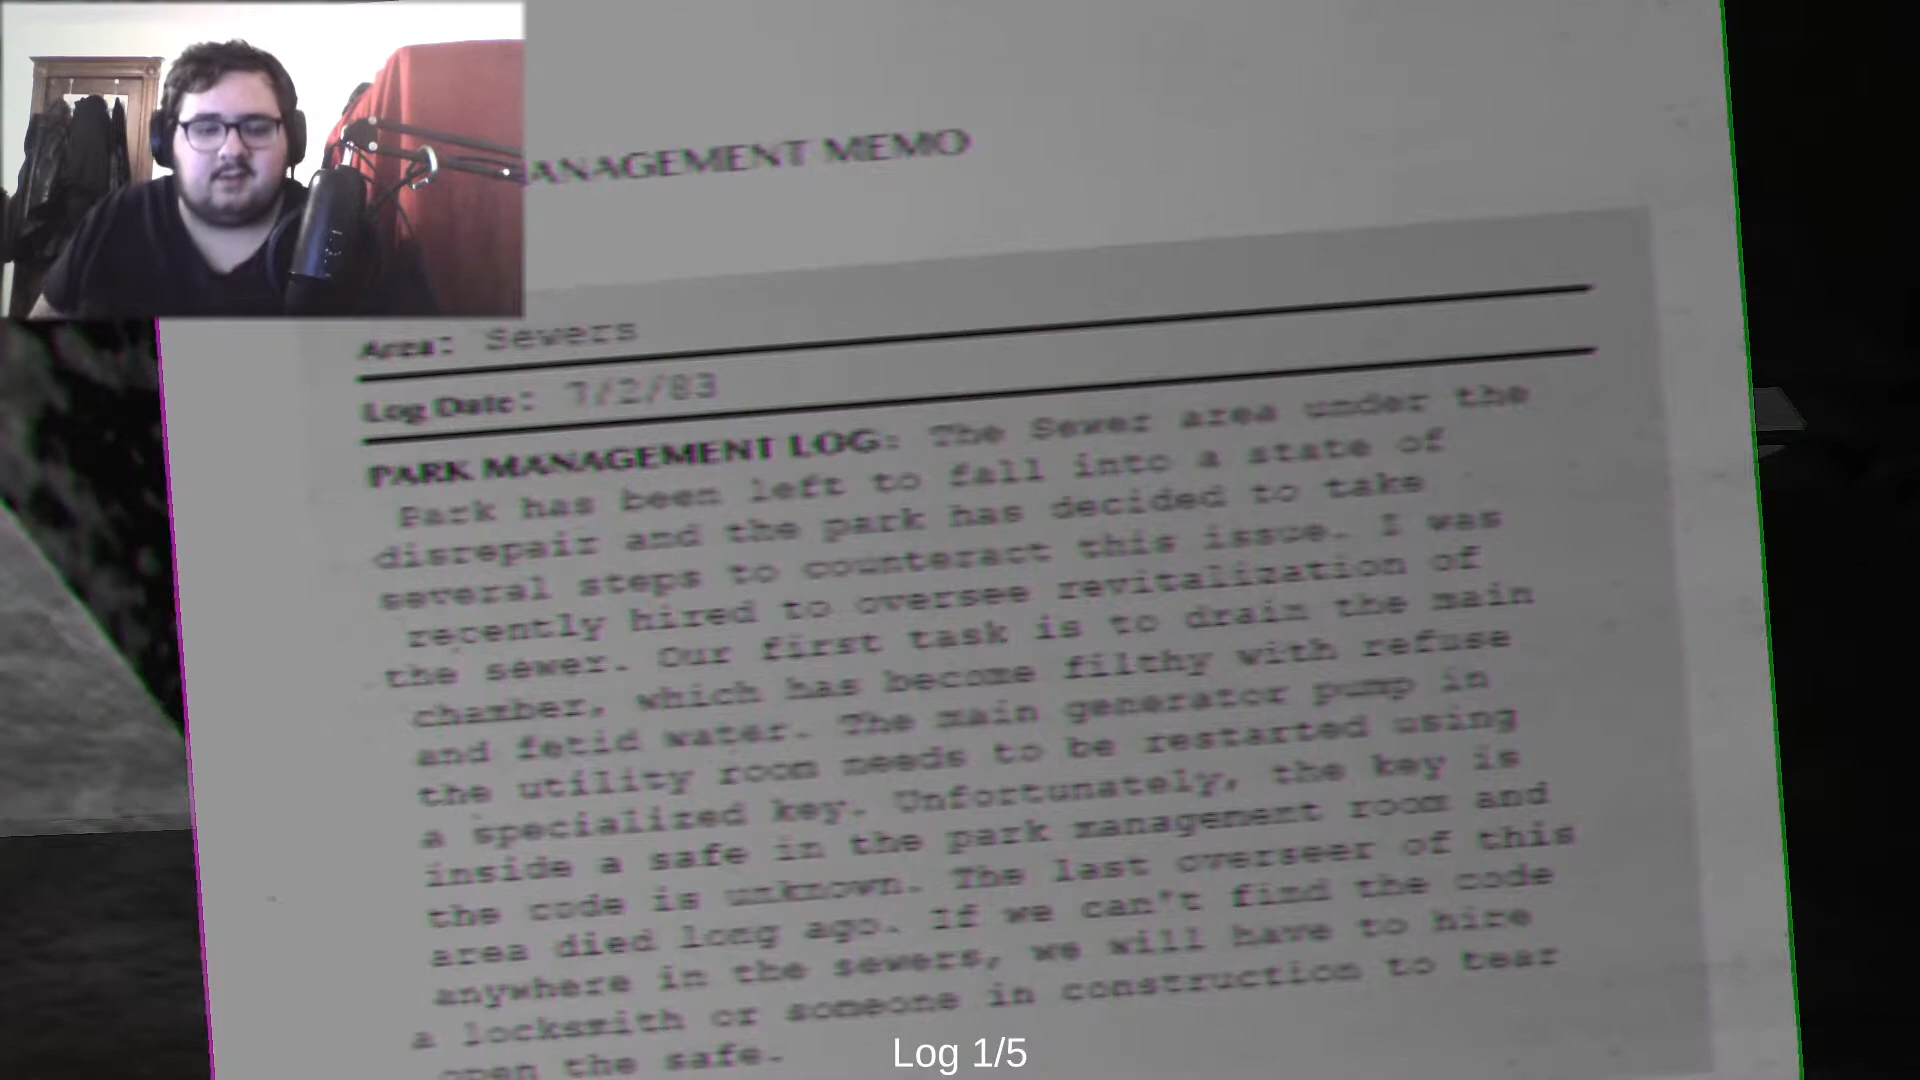 ANAGEMENT MEMO
Area: Sewers
Log Date: 7/2/83
PARK MANAGEMENT LOG: The Sewer area under the
Park has been left to fall into a state of
disrepair and the park has decided to take
several steps to counteract this issue. I was
recently hired to oversee revitalization of
the sewer. Our first task is to drain the main
chamber, which has become filthy with refuse
and fetid water. The main generator pump in
the utility room needs to be restarted using
a specialized key. Unfortunately, the key is
inside a safe in the park management room and
the code is unknown. The last overseer of this
area died long ago. If we can't find the code
anywhere in the sewers, we will have to hire
a locksmith or someone in construction to tear
open the safe.
Log 1/5